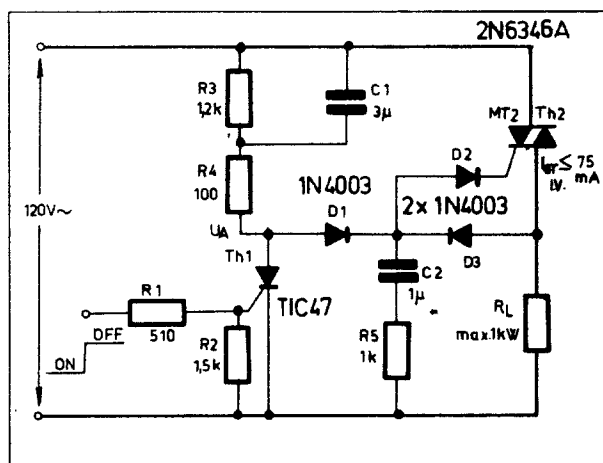 2N6346A
R3
1,2k
C1
3μ
MT2 Th2
R4
100
D2
≤ 75
mA
IV.
1N4003
120V~
D1
2x 1N4003
UA
D3
Th1
C2
1μ
R1
TIC47
RL
max.1kW
OFF
ON
510
R2
1,5k
R5
1k